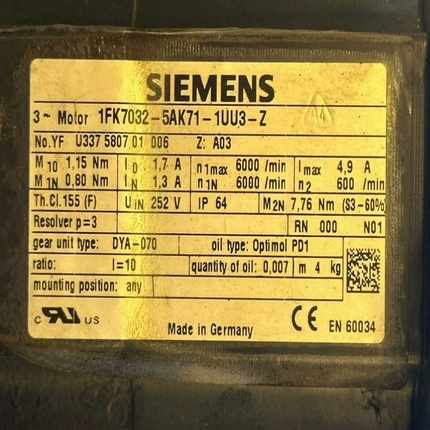 SIEMENS
3~ Motor 1FK7032-5AK71-1UU3-Z
No.YF U337 5807 01 006 Z: A03
M10 1,15 Nm I0 1,7 A n1max 6000 /min Imax 4,9 A
M1N 0,80 Nm IN 1,3 A n1N 6000 /min n2 600 /min
Th.Cl.155 (F) UIN 252 V IP 64 M2N 7,76 Nm (S3-60%)
Resolver p=3 RN 000 N01
gear unit type: DYA-070 oil type: Optimol PD1
ratio: I=10 quantity of oil: 0,007 m 4 kg
mounting position: any
c RU US Made in Germany CE EN 60034